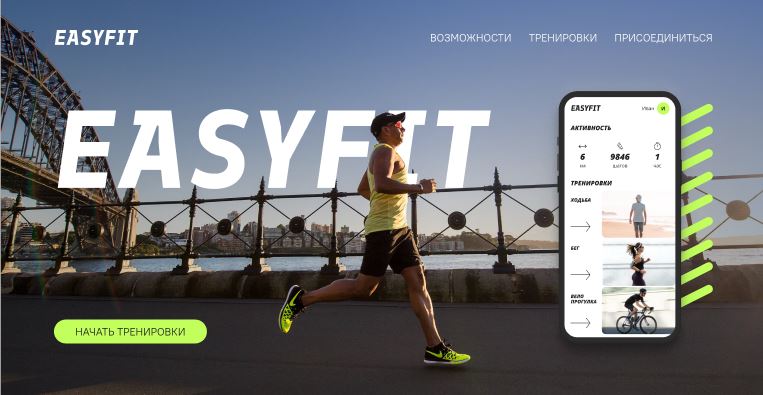 EASYFIT
ВОЗМОЖНОСТИ ТРЕНИРОВКИ ПРИСОЕДИНИТЬСЯ
EASYFIT
НАЧАТЬ ТРЕНИРОВКИ
EASYFIT Иван И
АКТИВНОСТЬ
6 9846 1
км шагов час
ТРЕНИРОВКИ
ХОДЬБА
БЕГ
ВЕЛО
ПРОГУЛКА